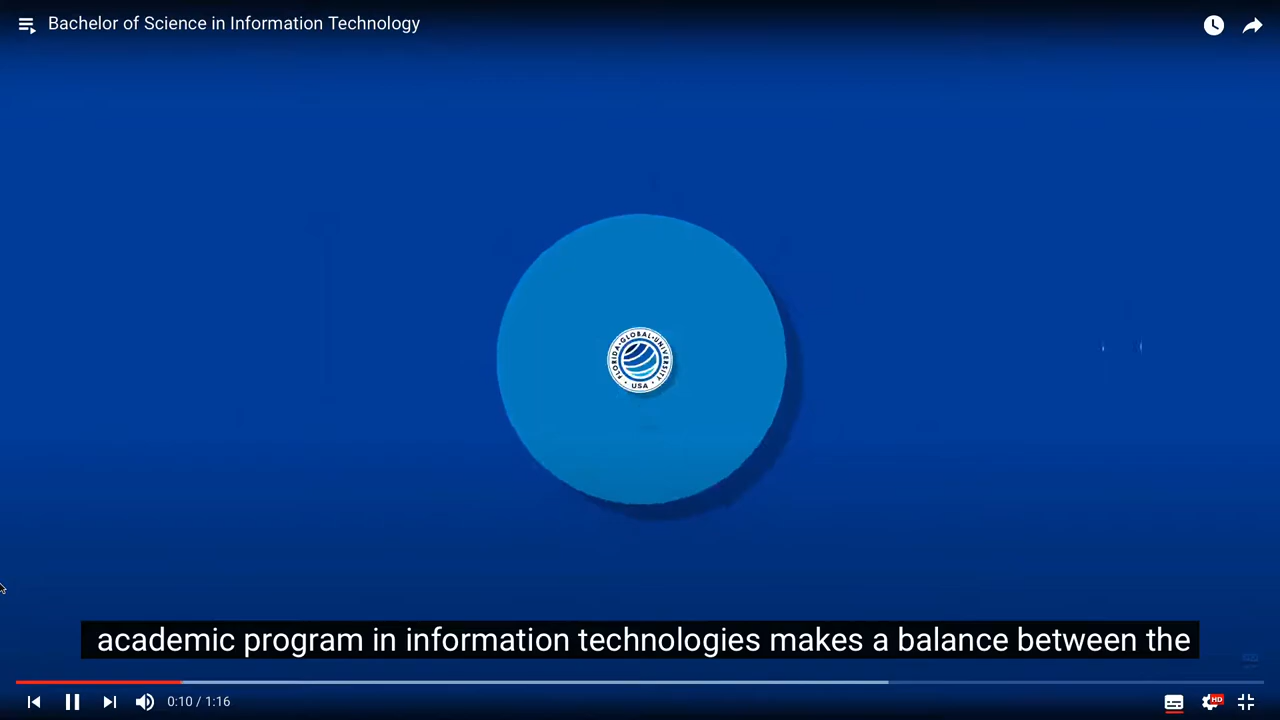 Bachelor of Science in Information Technology
FLORIDA·GLOBAL·UNIVERSITY
· USA ·
academic program in information technologies makes a balance between the
0:10 / 1:16
HD